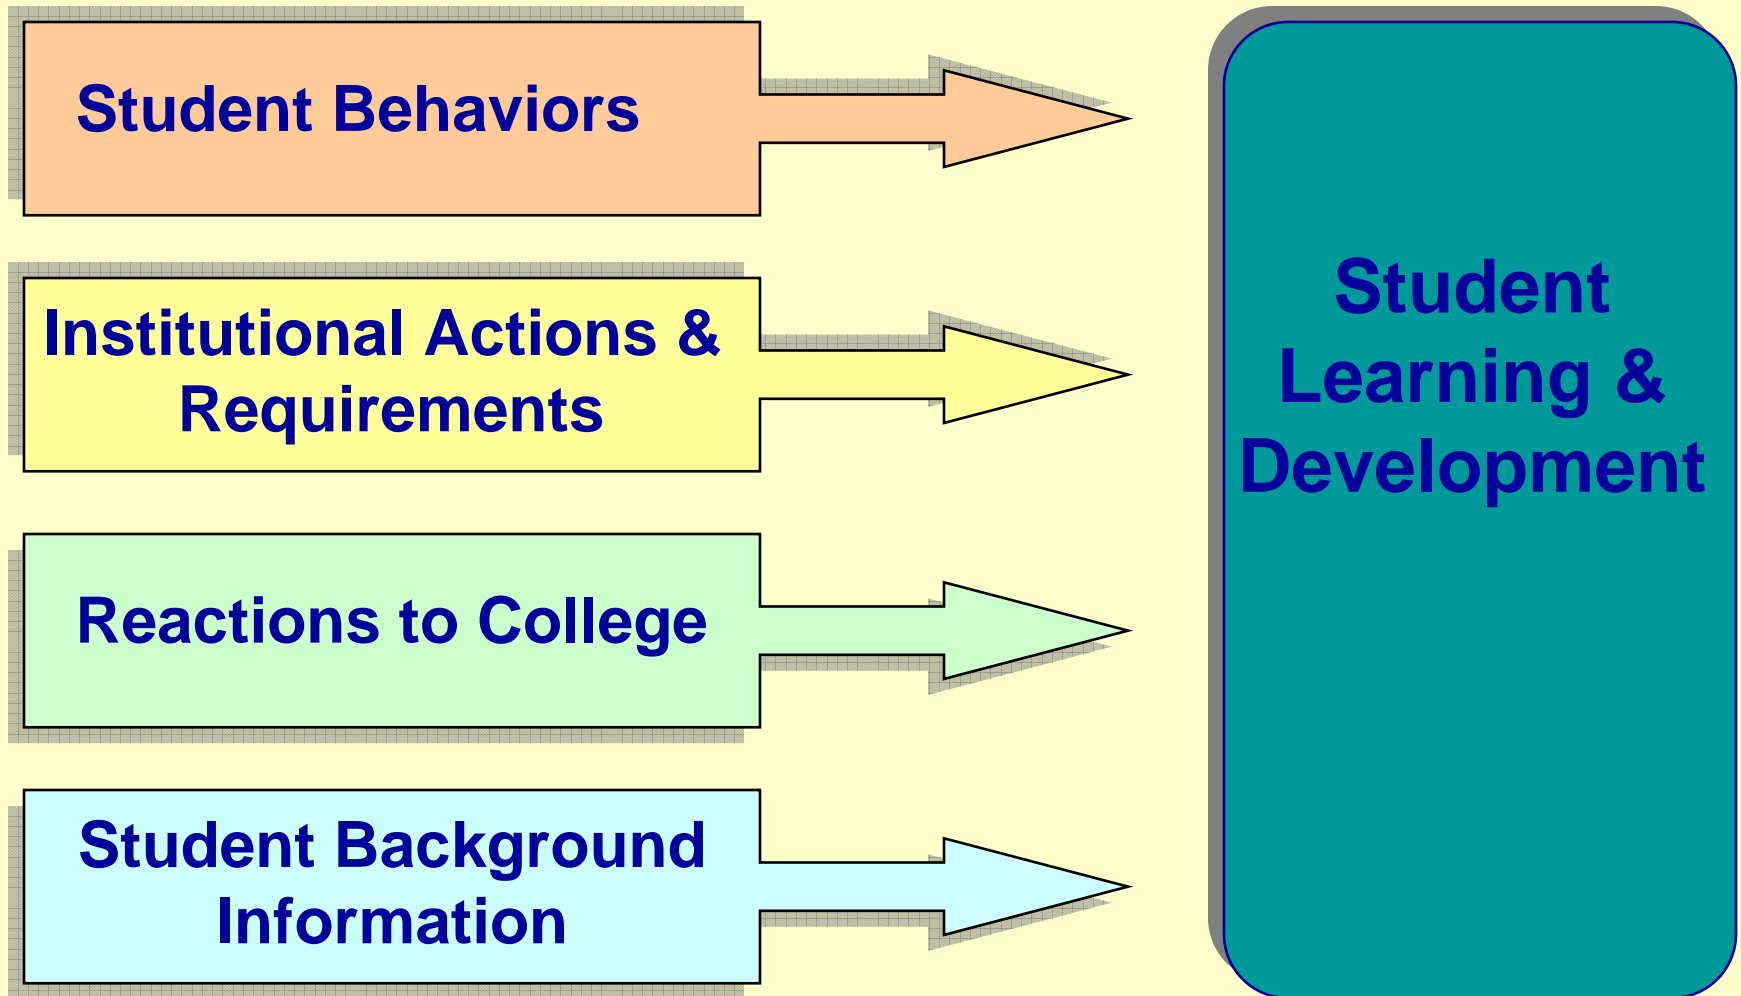 Student Behaviors
Institutional Actions &
Requirements
Reactions to College
Student Background
Information
Student
Learning &
Development